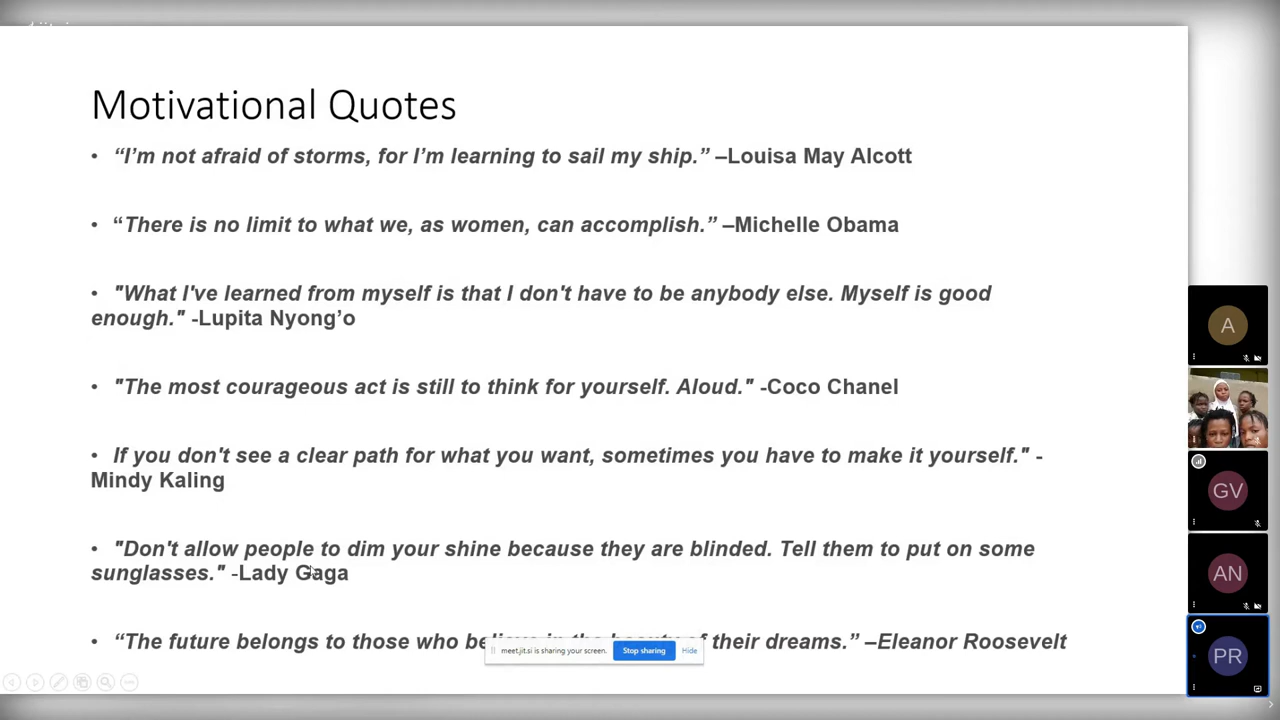 Motivational Quotes
• “I’m not afraid of storms, for I’m learning to sail my ship.” –Louisa May Alcott
• “There is no limit to what we, as women, can accomplish.” –Michelle Obama
• "What I've learned from myself is that I don't have to be anybody else. Myself is good
enough." -Lupita Nyong’o
• "The most courageous act is still to think for yourself. Aloud." -Coco Chanel
• If you don't see a clear path for what you want, sometimes you have to make it yourself." -
Mindy Kaling
• "Don't allow people to dim your shine because they are blinded. Tell them to put on some
sunglasses." -Lady Gaga
• “The future belongs to those who believe in the beauty of their dreams.” –Eleanor Roosevelt
meet.jit.si is sharing your screen. Stop sharing Hide
A
GV
AN
PR